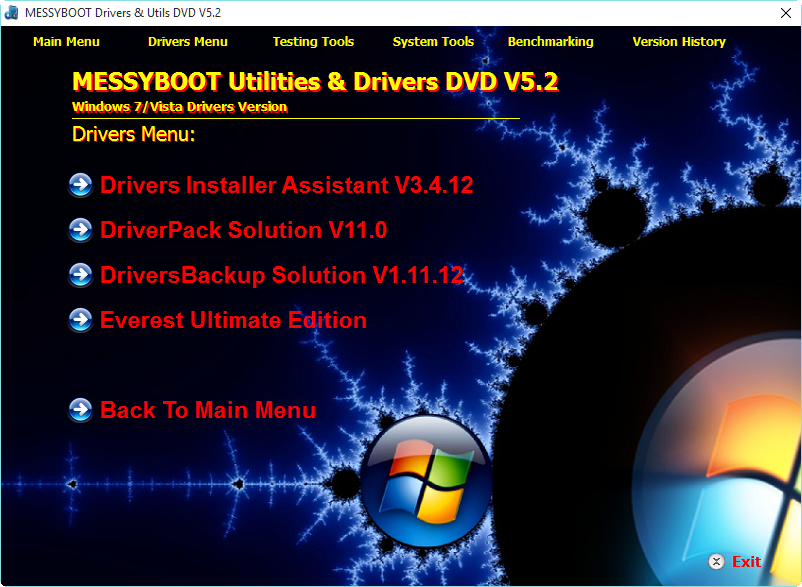 MESSYBOOT Drivers & Utils DVD V5.2
Main Menu Drivers Menu Testing Tools System Tools Benchmarking Version History
MESSYBOOT Utilities & Drivers DVD V5.2
Windows 7/Vista Drivers Version
Drivers Menu:
Drivers Installer Assistant V3.4.12
DriverPack Solution V11.0
DriversBackup Solution V1.11.12
Everest Ultimate Edition
Back To Main Menu
Exit